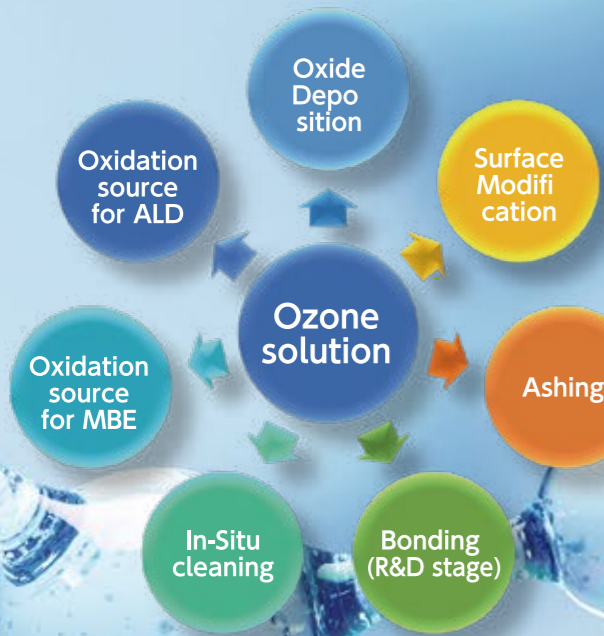 Oxide
Depo
sition
Surface
Modifi
cation
Oxidation
source
for ALD
Ozone
solution
Oxidation
source
for MBE
Ashing
In-Situ
cleaning
Bonding
(R&D stage)